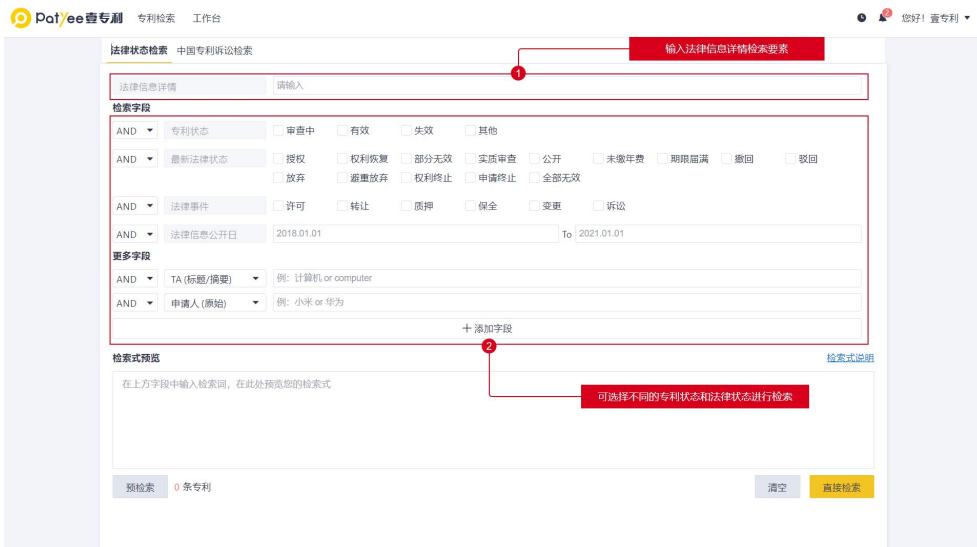 Patyee壹专利 专利检索 工作台 2 您好！壹专利
法律状态检索 中国专利诉讼检索
输入法律信息详情检索要素
1
法律信息详情 请输入
检索字段
AND 专利状态 审查中 有效 失效 其他
AND 最新法律状态 授权 权利恢复 部分无效 实质审查 公开 未缴年费 期限届满 撤回 驳回
放弃 避重放弃 权利终止 申请终止 全部无效
AND 法律事件 许可 转让 质押 保全 变更 诉讼
AND 法律信息公开日 2018.01.01 To 2021.01.01
更多字段
AND TA (标题/摘要) 例：计算机 or computer
AND 申请人 (原始) 例：小米 or 华为
添加字段
2
检索式预览 检索式说明
在上方字段中输入检索词，在此处预览您的检索式
可选择不同的专利状态和法律状态进行检索
预检索 0 条专利 清空 直接检索